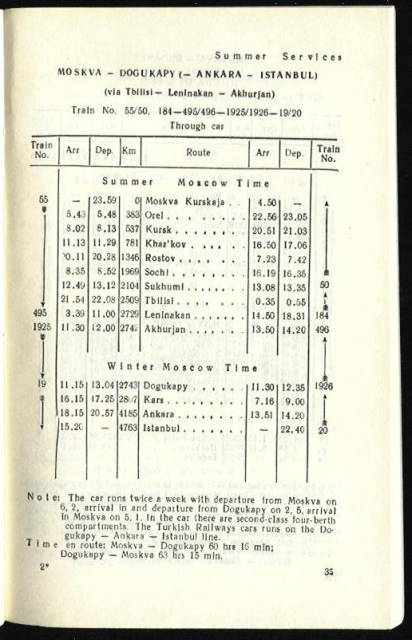 Summer Services
MOSKVA – DOGUKAPY (– ANKARA – ISTANBUL)
(via Tbilisi – Leninakan – Akhurjan)
Train No. 55/50, 184–495/496–1925/1926–19/20
Through car
Train No. Arr Dep. Km Route Arr Dep. Train No.
Summer Moscow Time
55 — 23.59 0 Moskva Kurskaja . . 4.50 —
5.43 5.48 383 Orel . . . . . . . 22.56 23.05
8.02 8.13 537 Kursk . . . . . . . 20.51 21.03
11.13 11.29 781 Khar'kov . . . . . 16.50 17.06
20.11 20.28 1346 Rostov . . . . . . 7.23 7.42
8.35 8.52 1969 Sochi . . . . . . . 16.19 16.35
12.49 13.12 2104 Sukhumi . . . . . . 13.08 13.35 50
21.54 22.08 2509 Tbilisi . . . . . . 0.35 0.55
495 3.39 11.00 2729 Leninakan . . . . . 14.50 18.31 184
1925 11.30 12.00 2742 Akhurjan . . . . . . 13.50 14.20 496
Winter Moscow Time
19 11.15 13.04 2743 Dogukapy . . . . . 11.30 12.35 1926
16.15 17.25 Kars . . . . . . . . 7.16 9.00
18.15 20.57 4185 Ankara . . . . . . . 13.51 14.20
15.20 — 4763 Istanbul . . . . . . — 22.40 20
Note: The car runs twice a week with departure from Moskva on
6, 2, arrival in and departure from Dogukapy on 2, 5, arrival
in Moskva on 5, 1. In the car there are second-class four-berth
compartments. The Turkish Railways cars runs on the Do-
gukapy – Ankara – Istanbul line.
Time en route: Moskva – Dogukapy 60 hrs 16 min;
Dogukapy – Moskva 63 hrs 15 min.
2*
35